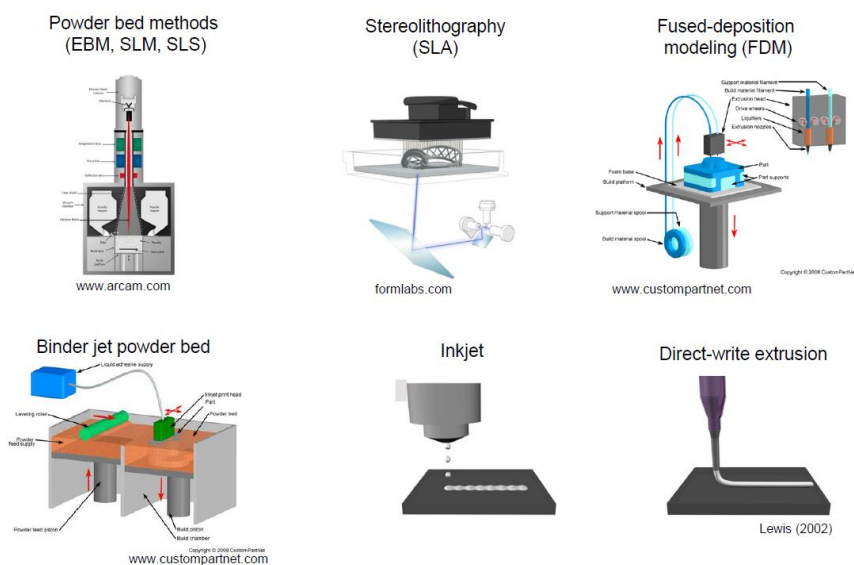 Powder bed methods
(EBM, SLM, SLS)
Stereolithography
(SLA)
Fused-deposition
modeling (FDM)
Support material filament
Build material filament
Extrusion head
Drive wheels
Liquifiers
Extrusion nozzles
Part
Foam base
Part supports
Build platform
Support material spool
Build material spool
Copyright © 2008 CustomPartNet
www.arcam.com
formlabs.com
www.custompartnet.com
Binder jet powder bed
Inkjet
Direct-write extrusion
Liquid adhesive supply
Inkjet print head
Part
Leveling roller
Powder bed
Powder
feed supply
Powder feed piston
Build piston
Build chamber
Copyright © 2008 CustomPartNet
www.custompartnet.com
Lewis (2002)